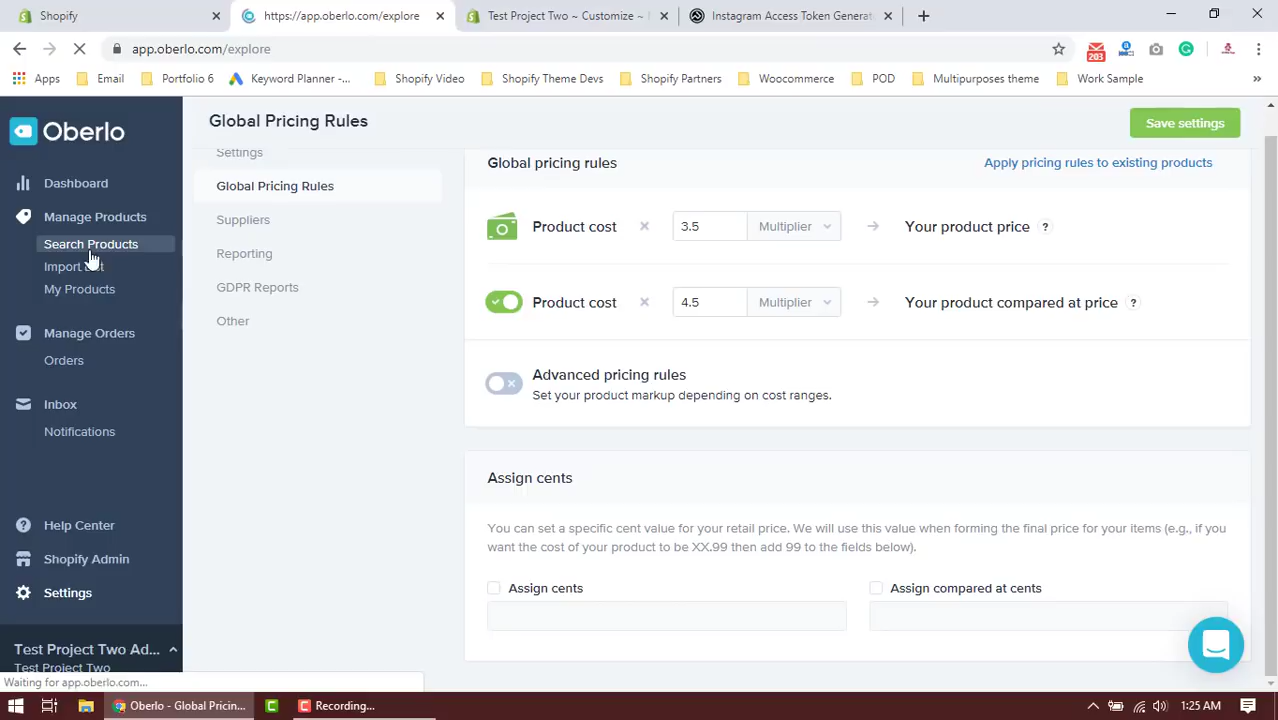 Shopify
https://app.oberlo.com/explore
Test Project Two ~ Customize ~
Instagram Access Token Generat
app.oberlo.com/explore
203
Apps
Email
Portfolio 6
Keyword Planner -...
Shopify Video
Shopify Theme Devs
Shopify Partners
Woocommerce
POD
Multipurposes theme
Work Sample
»
Oberlo
Global Pricing Rules
Save settings
Dashboard
Manage Products
Search Products
Import List
My Products
Manage Orders
Orders
Inbox
Notifications
Help Center
Shopify Admin
Settings
Test Project Two Ad...
Test Project Two
Waiting for app.oberlo.com...
Settings
Global Pricing Rules
Suppliers
Reporting
GDPR Reports
Other
Global pricing rules
Apply pricing rules to existing products
Product cost
3.5
Multiplier
Your product price ?
Product cost
4.5
Multiplier
Your product compared at price ?
Advanced pricing rules
Set your product markup depending on cost ranges.
Assign cents
You can set a specific cent value for your retail price. We will use this value when forming the final price for your items (e.g., if you
want the cost of your product to be XX.99 then add 99 to the fields below).
Assign cents
Assign compared at cents
Oberlo - Global Pricin...
Recording...
1:25 AM